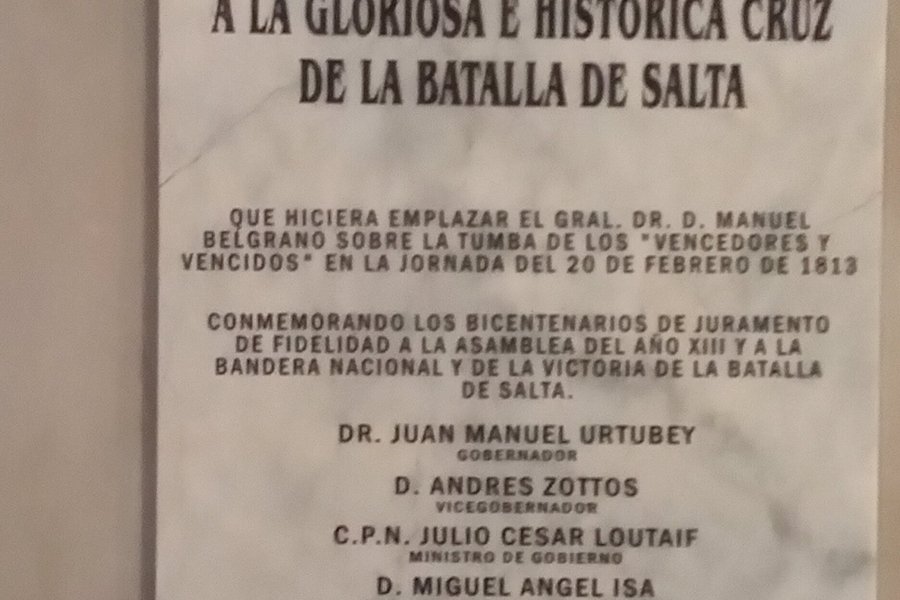 A LA GLORIOSA E HISTORICA CRUZ
DE LA BATALLA DE SALTA
QUE HICIERA EMPLAZAR EL GRAL. DR. D. MANUEL
BELGRANO SOBRE LA TUMBA DE LOS "VENCEDORES Y
VENCIDOS" EN LA JORNADA DEL 20 DE FEBRERO DE 1813
CONMEMORANDO LOS BICENTENARIOS DE JURAMENTO
DE FIDELIDAD A LA ASAMBLEA DEL AÑO XIII Y A LA
BANDERA NACIONAL Y DE LA VICTORIA DE LA BATALLA
DE SALTA.
DR. JUAN MANUEL URTUBEY
GOBERNADOR
D. ANDRES ZOTTOS
VICEGOBERNADOR
C.P.N. JULIO CESAR LOUTAIF
MINISTRO DE GOBIERNO
D. MIGUEL ANGEL ISA